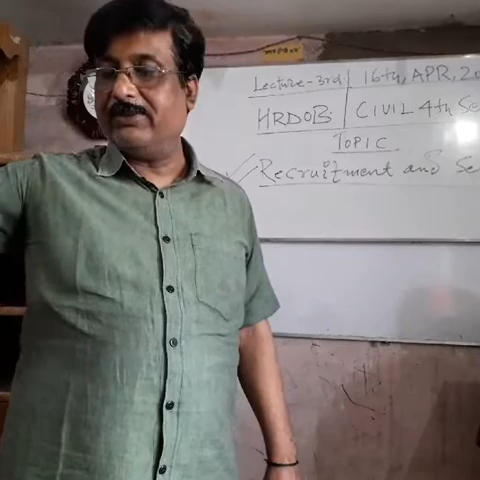 Lecture-3rd | 16th, APR, 20
HRDOB | CIVIL 4th Se
TOPIC
Recruitment and Se